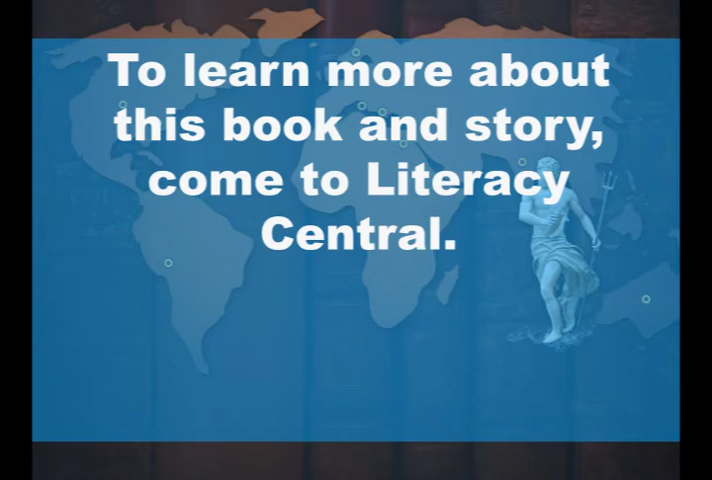 To learn more about
this book and story,
come to Literacy
Central.